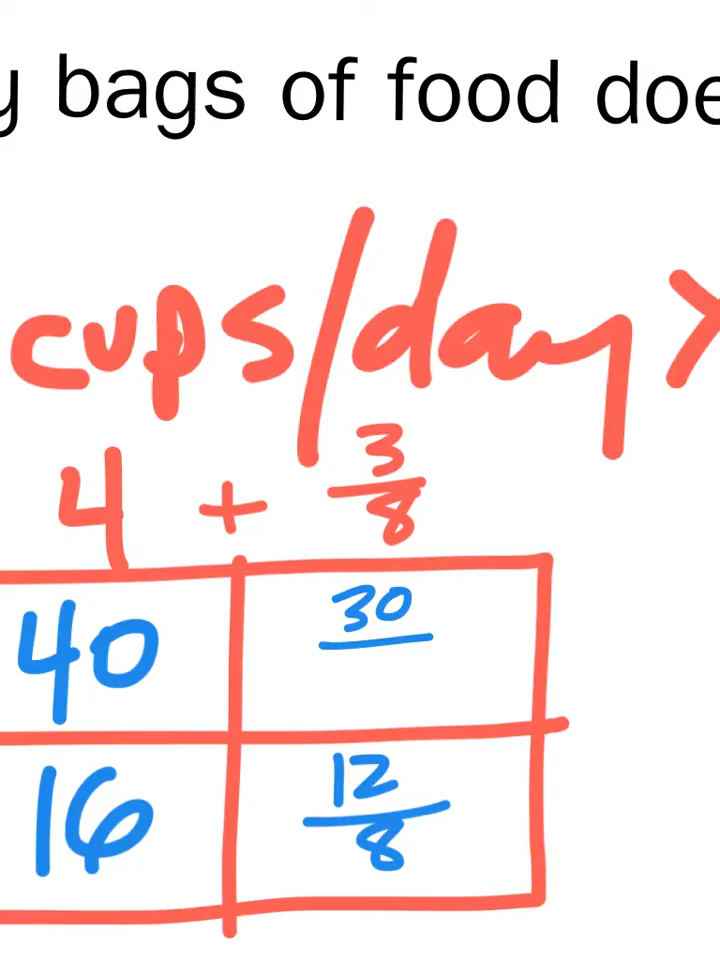 y bags of food doe
cups/day ×
4 + 3/8
40 30/
16 12/8